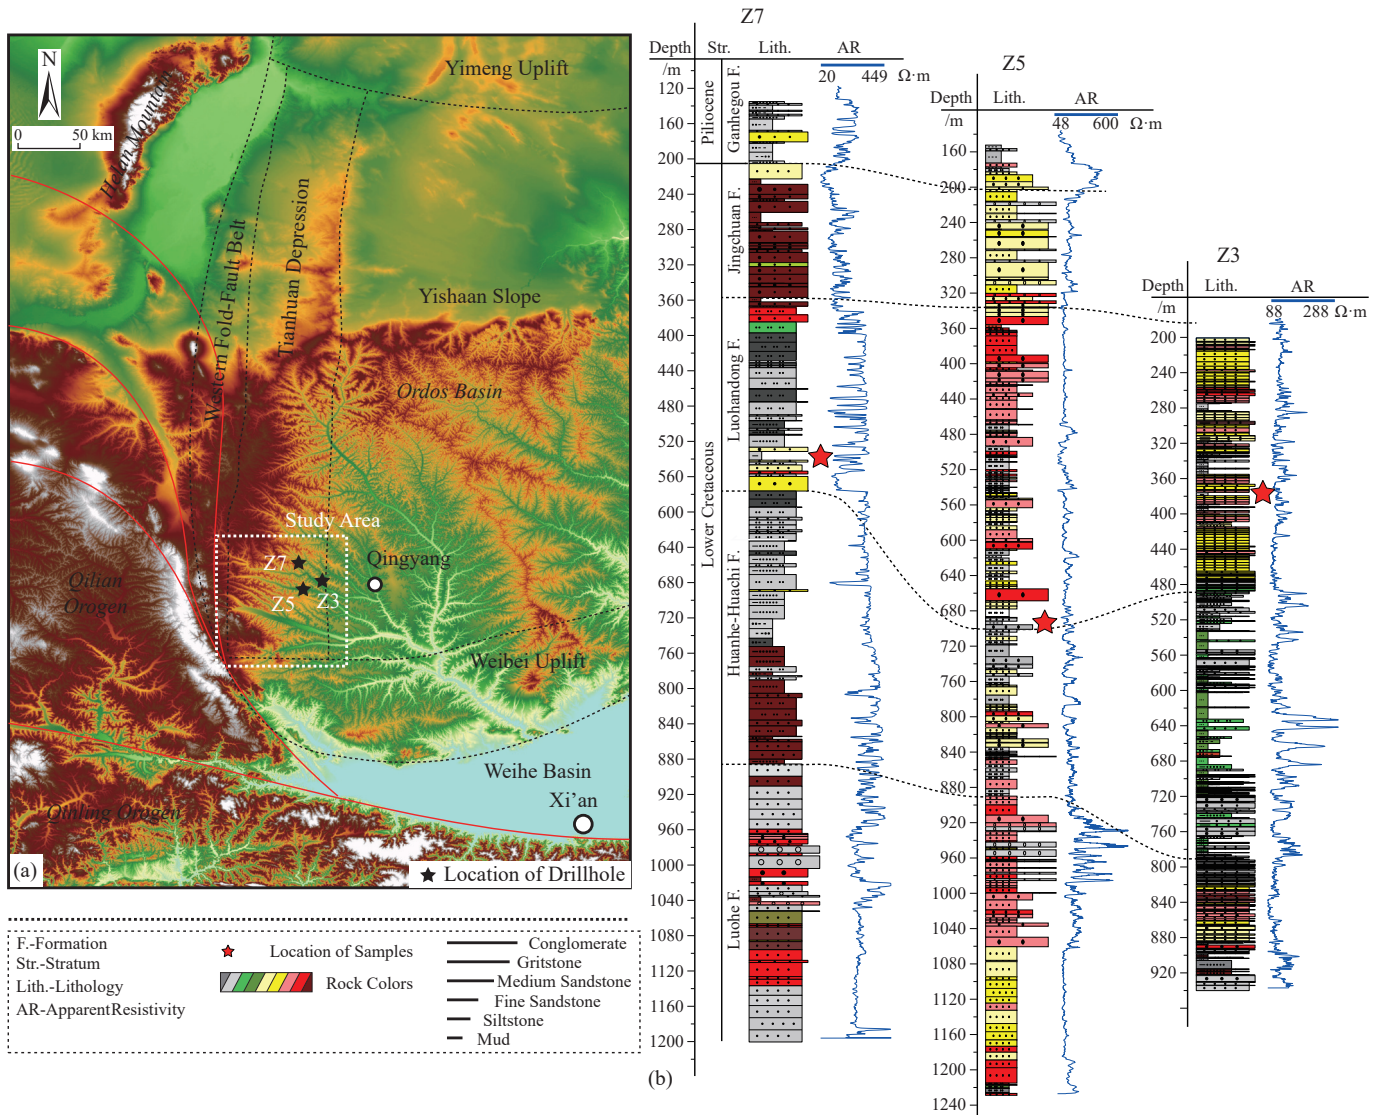 N
0 50 km
Helan Mountain
Yimeng Uplift
Western Fold-Fault Belt
Tianhuan Depression
Yishaan Slope
Ordos Basin
Study Area
Z7
Qingyang
Z5
Z3
Qilian
Orogen
Weibei Uplift
Weihe Basin
Xi'an
Qinling Orogen
(a)
Location of Drillhole
F.-Formation
Str.-Stratum
Lith.-Lithology
AR-ApparentResistivity
Location of Samples
Rock Colors
Conglomerate
Gritstone
Medium Sandstone
Fine Sandstone
Siltstone
Mud
(b)
Z7
Depth Str. Lith. AR
/m
20 449 Ω·m
120
160
200
240
280
320
360
400
440
480
520
560
600
640
680
720
760
800
840
880
920
960
1000
1040
1080
1120
1160
1200
Piliocene
Lower Cretaceous
Ganhegou F.
Jingchuan F.
Luohandong F.
Huanhe-Huachi F.
Luohe F.
Z5
Depth Lith. AR
/m
48 600 Ω·m
160
200
240
280
320
360
400
440
480
520
560
600
640
680
720
760
800
840
880
920
960
1000
1040
1080
1120
1160
1200
1240
Z3
Depth Lith. AR
/m
88 288 Ω·m
200
240
280
320
360
400
440
480
520
560
600
640
680
720
760
800
840
880
920